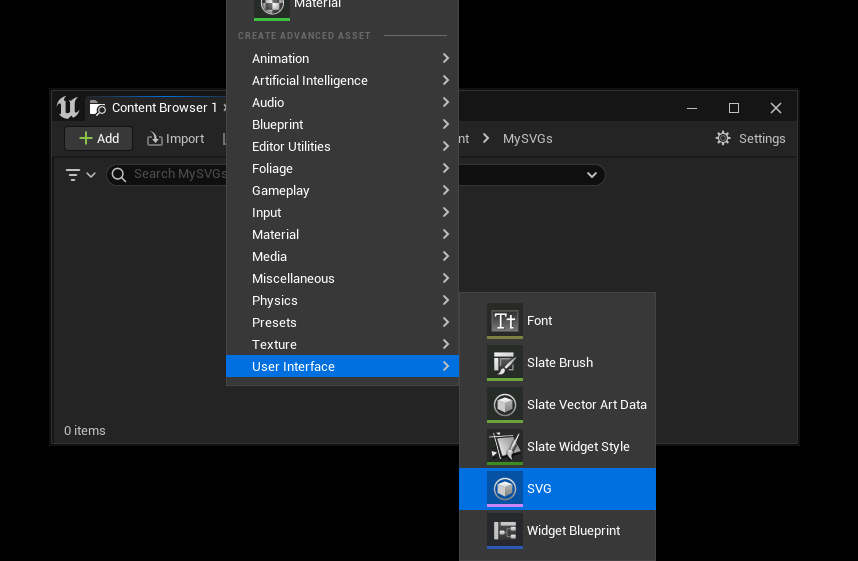 Material
CREATE ADVANCED ASSET
Animation
Artificial Intelligence
Audio
Blueprint
Editor Utilities
Foliage
Gameplay
Input
Material
Media
Miscellaneous
Physics
Presets
Texture
User Interface
Content Browser 1
Add
Import
nt
MySVGs
Settings
Search MySVGs
0 items
Font
Slate Brush
Slate Vector Art Data
Slate Widget Style
SVG
Widget Blueprint